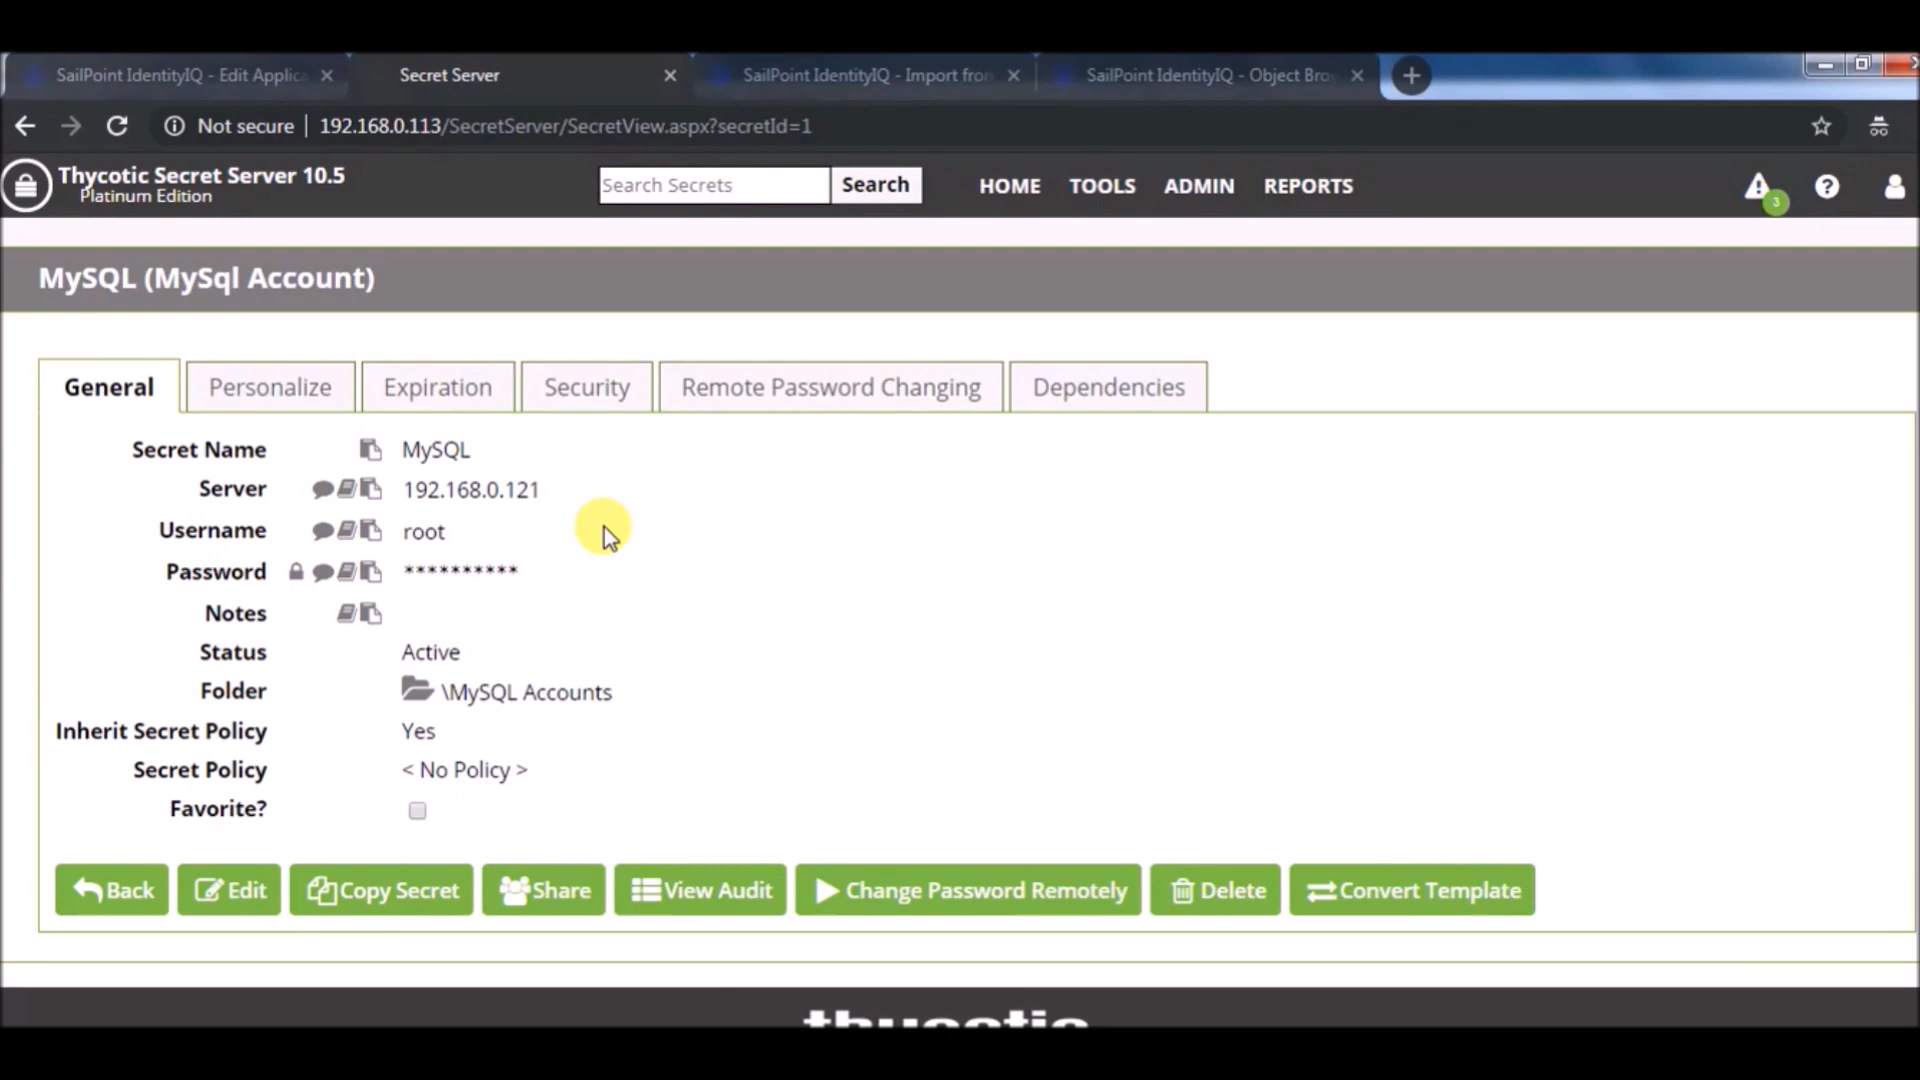 SailPoint IdentityIQ - Edit Applica
Secret Server
SailPoint IdentityIQ - Import fron
SailPoint IdentityIQ - Object Bro
Not secure | 192.168.0.113/SecretServer/SecretView.aspx?secretId=1
Thycotic Secret Server 10.5
Platinum Edition
Search Secrets
Search
HOME
TOOLS
ADMIN
REPORTS
3
MySQL (MySql Account)
General
Personalize
Expiration
Security
Remote Password Changing
Dependencies
Secret Name MySQL
Server 192.168.0.121
Username root
Password **********
Notes
Status Active
Folder \MySQL Accounts
Inherit Secret Policy Yes
Secret Policy < No Policy >
Favorite?
Back
Edit
Copy Secret
Share
View Audit
Change Password Remotely
Delete
Convert Template
thycotic